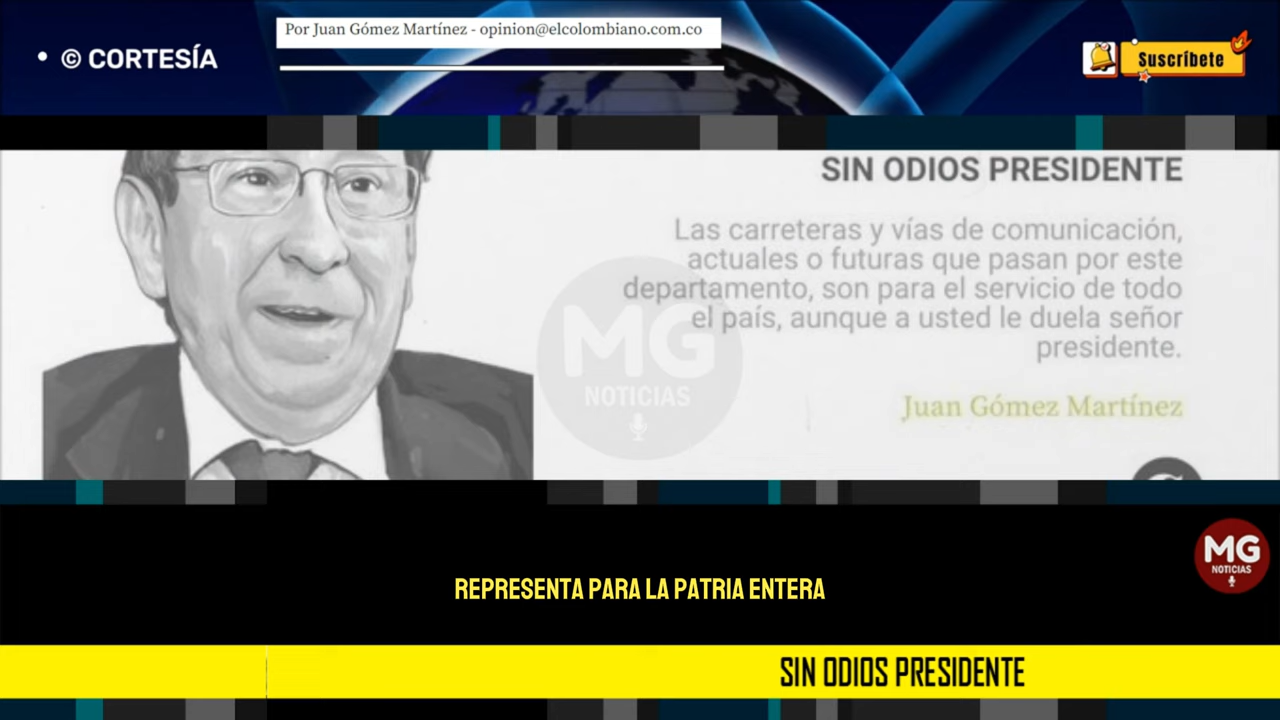 Por Juan Gómez Martínez - opinion@elcolombiano.com.co
• © CORTESÍA
Suscríbete
SIN ODIOS PRESIDENTE
Las carreteras y vías de comunicación,
actuales o futuras que pasan por este
departamento, son para el servicio de todo
el país, aunque a usted le duela señor
presidente.
Juan Gómez Martínez
MG
NOTICIAS
MG
NOTICIAS
REPRESENTA PARA LA PATRIA ENTERA
SIN ODIOS PRESIDENTE